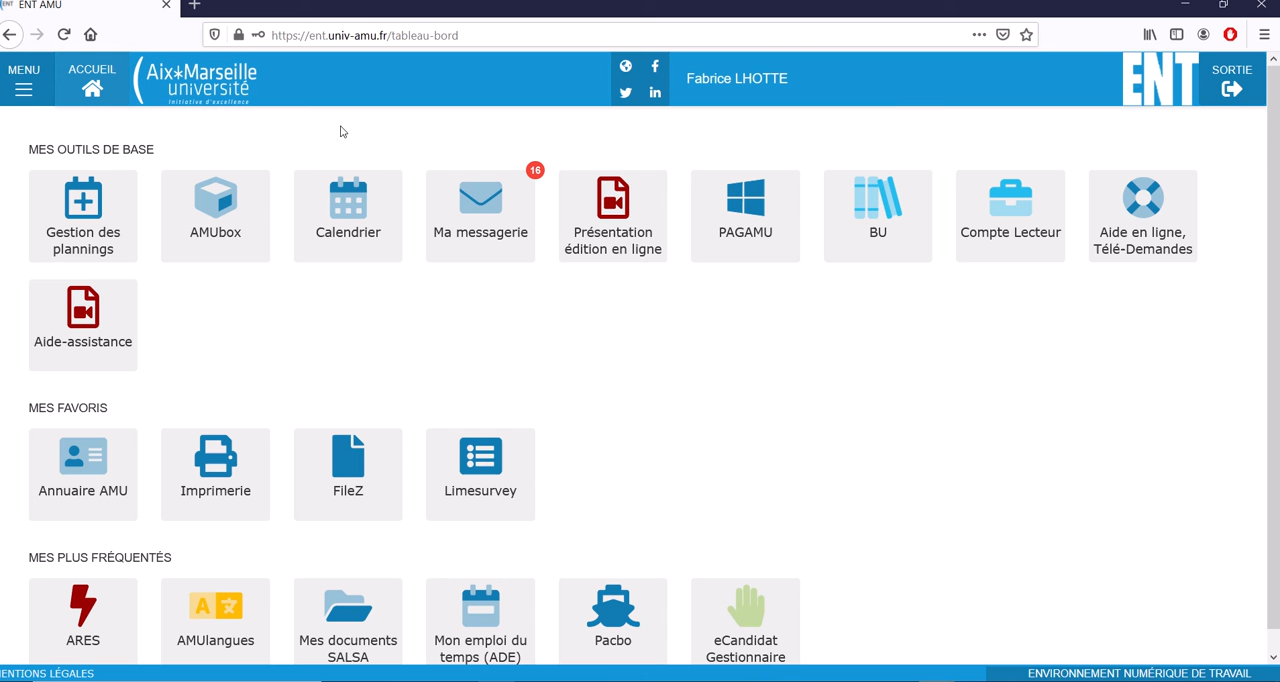 ENT AMU
https://ent.univ-amu.fr/tableau-bord
MENU
ACCUEIL
Aix*Marseille
université
Initiative d'excellence
Fabrice LHOTTE
ENT
SORTIE
MES OUTILS DE BASE
Gestion des
plannings
AMUbox
Calendrier
16
Ma messagerie
Présentation
édition en ligne
PAGAMU
BU
Compte Lecteur
Aide en ligne,
Télé-Demandes
Aide-assistance
MES FAVORIS
Annuaire AMU
Imprimerie
FileZ
Limesurvey
MES PLUS FRÉQUENTÉS
ARES
AMUlangues
Mes documents
SALSA
Mon emploi du
temps (ADE)
Pacbo
eCandidat
Gestionnaire
MENTIONS LÉGALES
ENVIRONNEMENT NUMÉRIQUE DE TRAVAIL